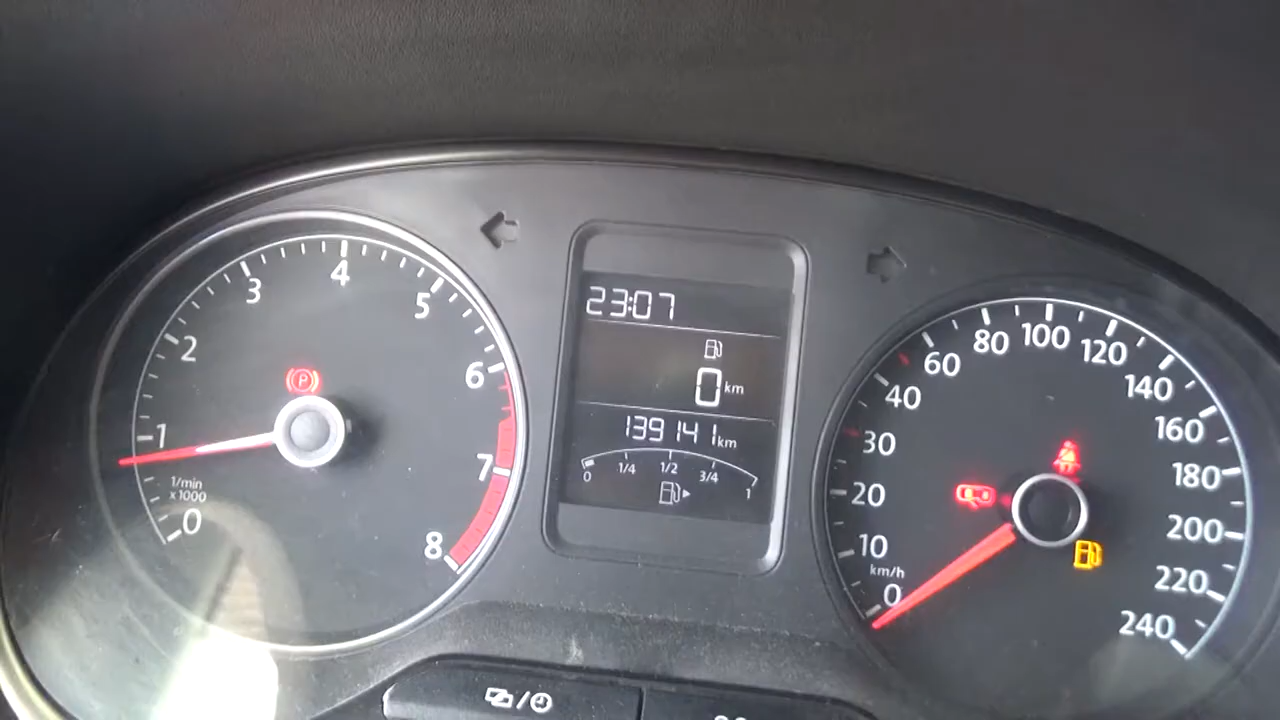 23:07
0 km
139141 km
0 1/4 1/2 3/4 1
0 1 2 3 4 5 6 7 8
1/min
x 1000
P
0 10 20 30 40 60 80 100 120 140 160 180 200 220 240
km/h